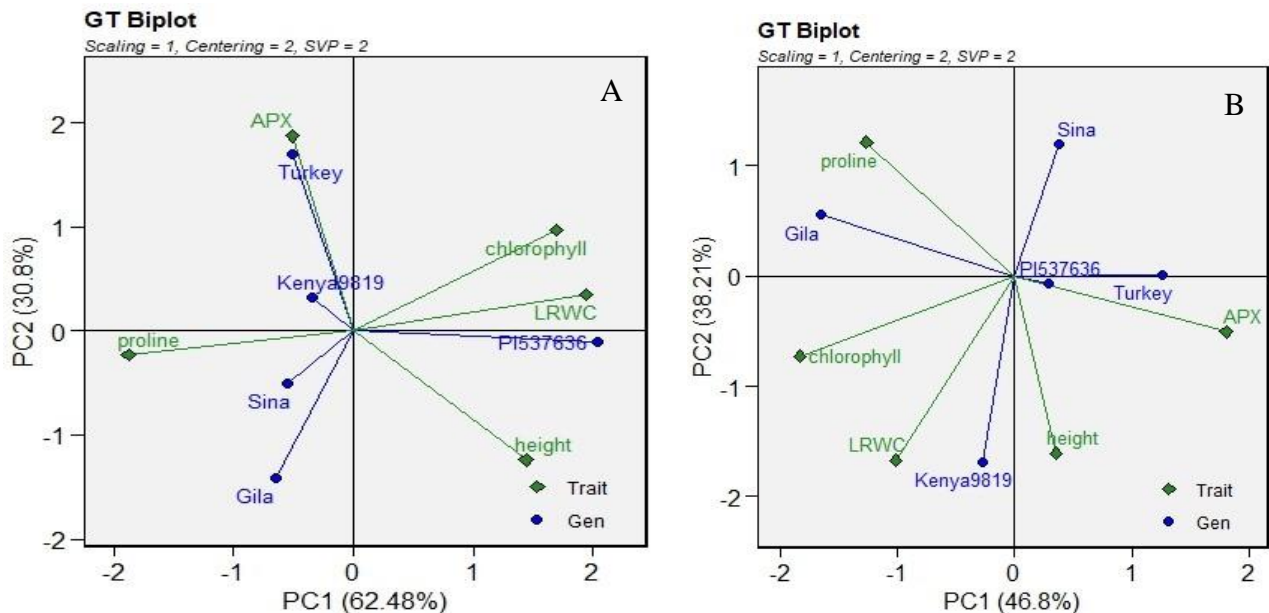 GT Biplot
Scaling = 1, Centering = 2, SVP = 2
A
APX
Turkey
chlorophyll
Kenya9819
LRWC
proline
PI537636
Sina
height
Gila
Trait
Gen
2
1
0
-1
-2
PC2 (30.8%)
-2 -1 0 1 2
PC1 (62.48%)
GT Biplot
Scaling = 1, Centering = 2, SVP = 2
B
Sina
proline
Gila
PI537636
Turkey
APX
chlorophyll
LRWC
height
Kenya9819
Trait
Gen
1
0
-1
-2
PC2 (38.21%)
-2 -1 0 1 2
PC1 (46.8%)